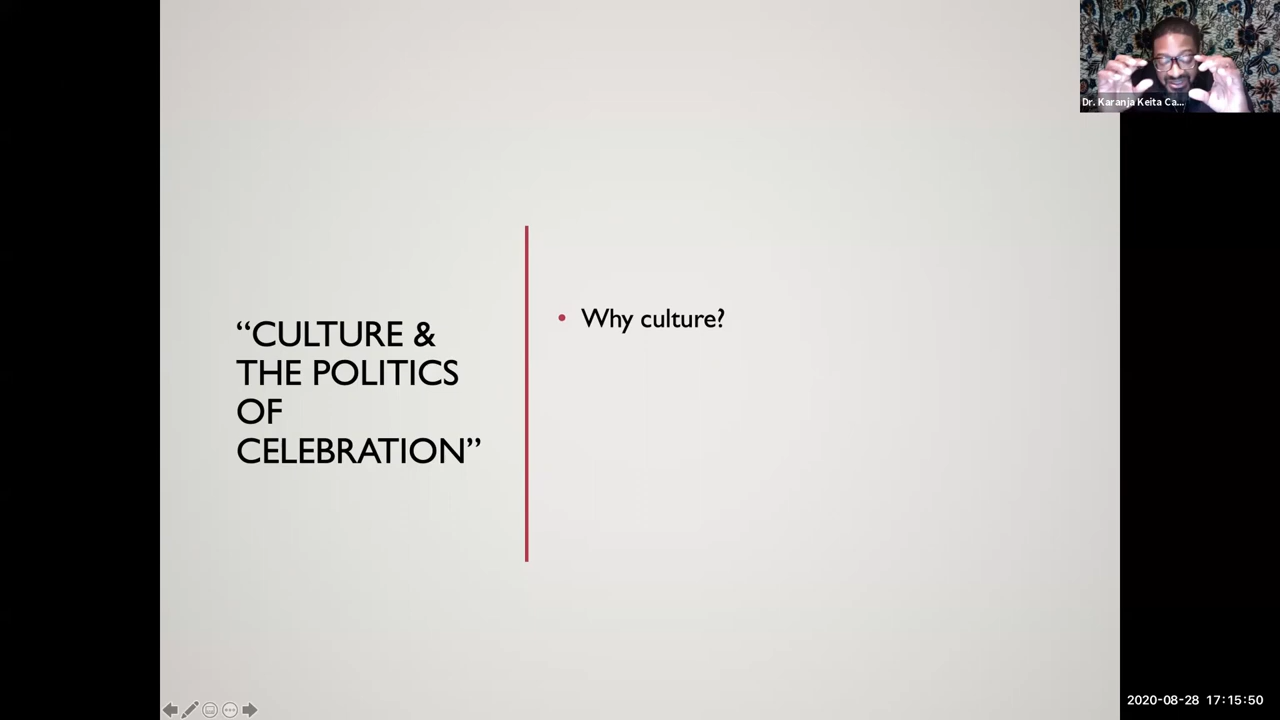 Dr. Karanja Keita Ca...
“CULTURE &
THE POLITICS
OF
CELEBRATION”
• Why culture?
2020-08-28 17:15:50